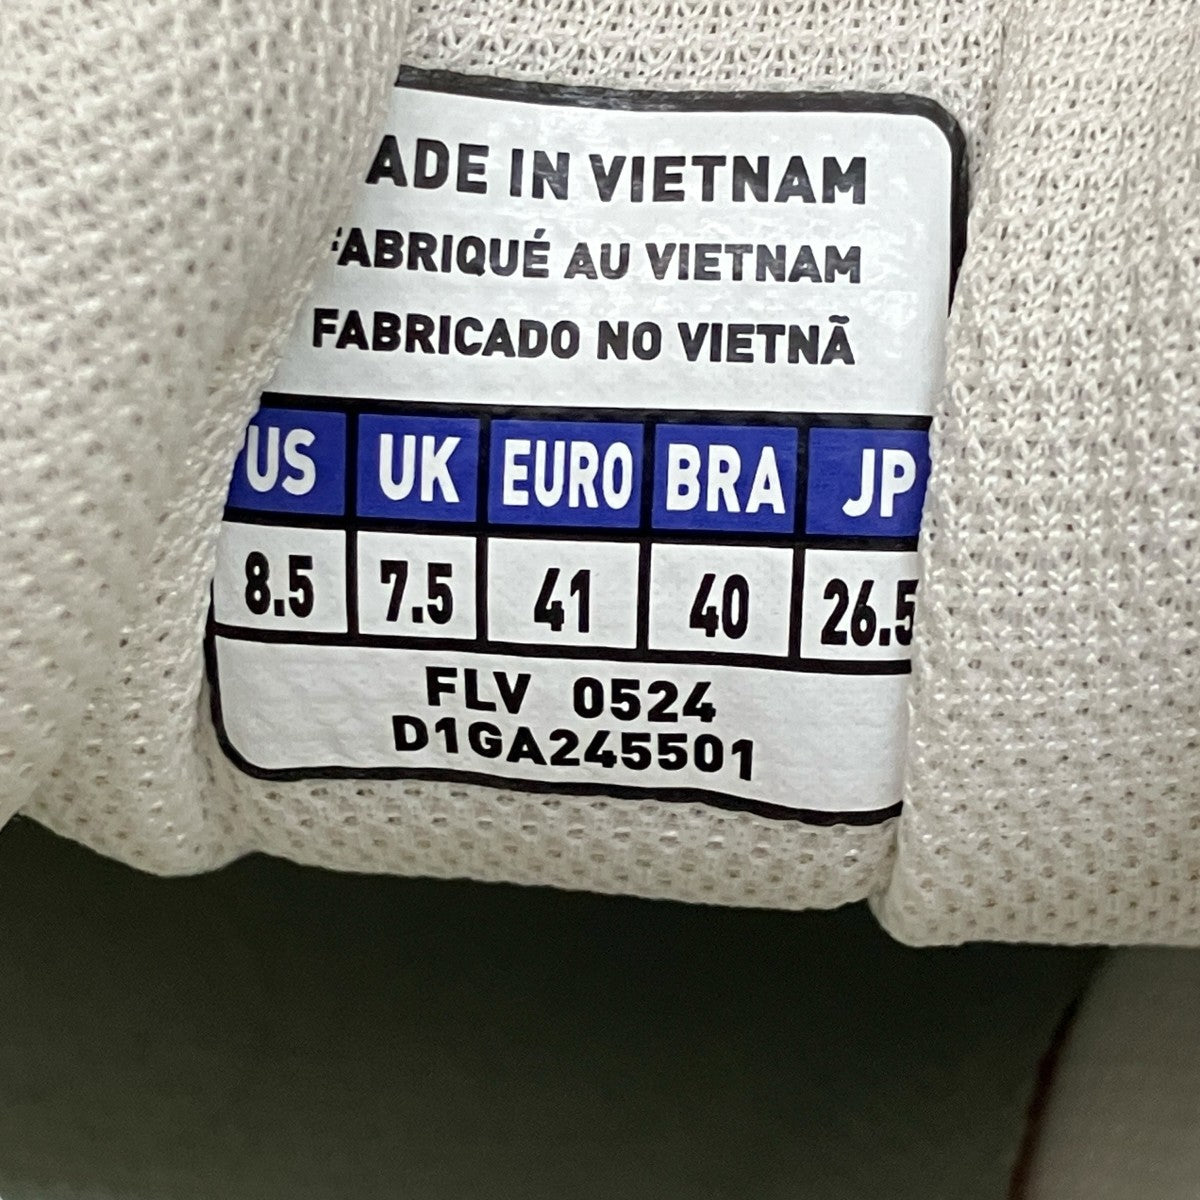 ADE IN VIETNAM
FABRIQUÉ AU VIETNAM
FABRICADO NO VIETNÃ
US UK EURO BRA JP
8.5 7.5 41 40 26.5
FLV 0524
D1GA245501